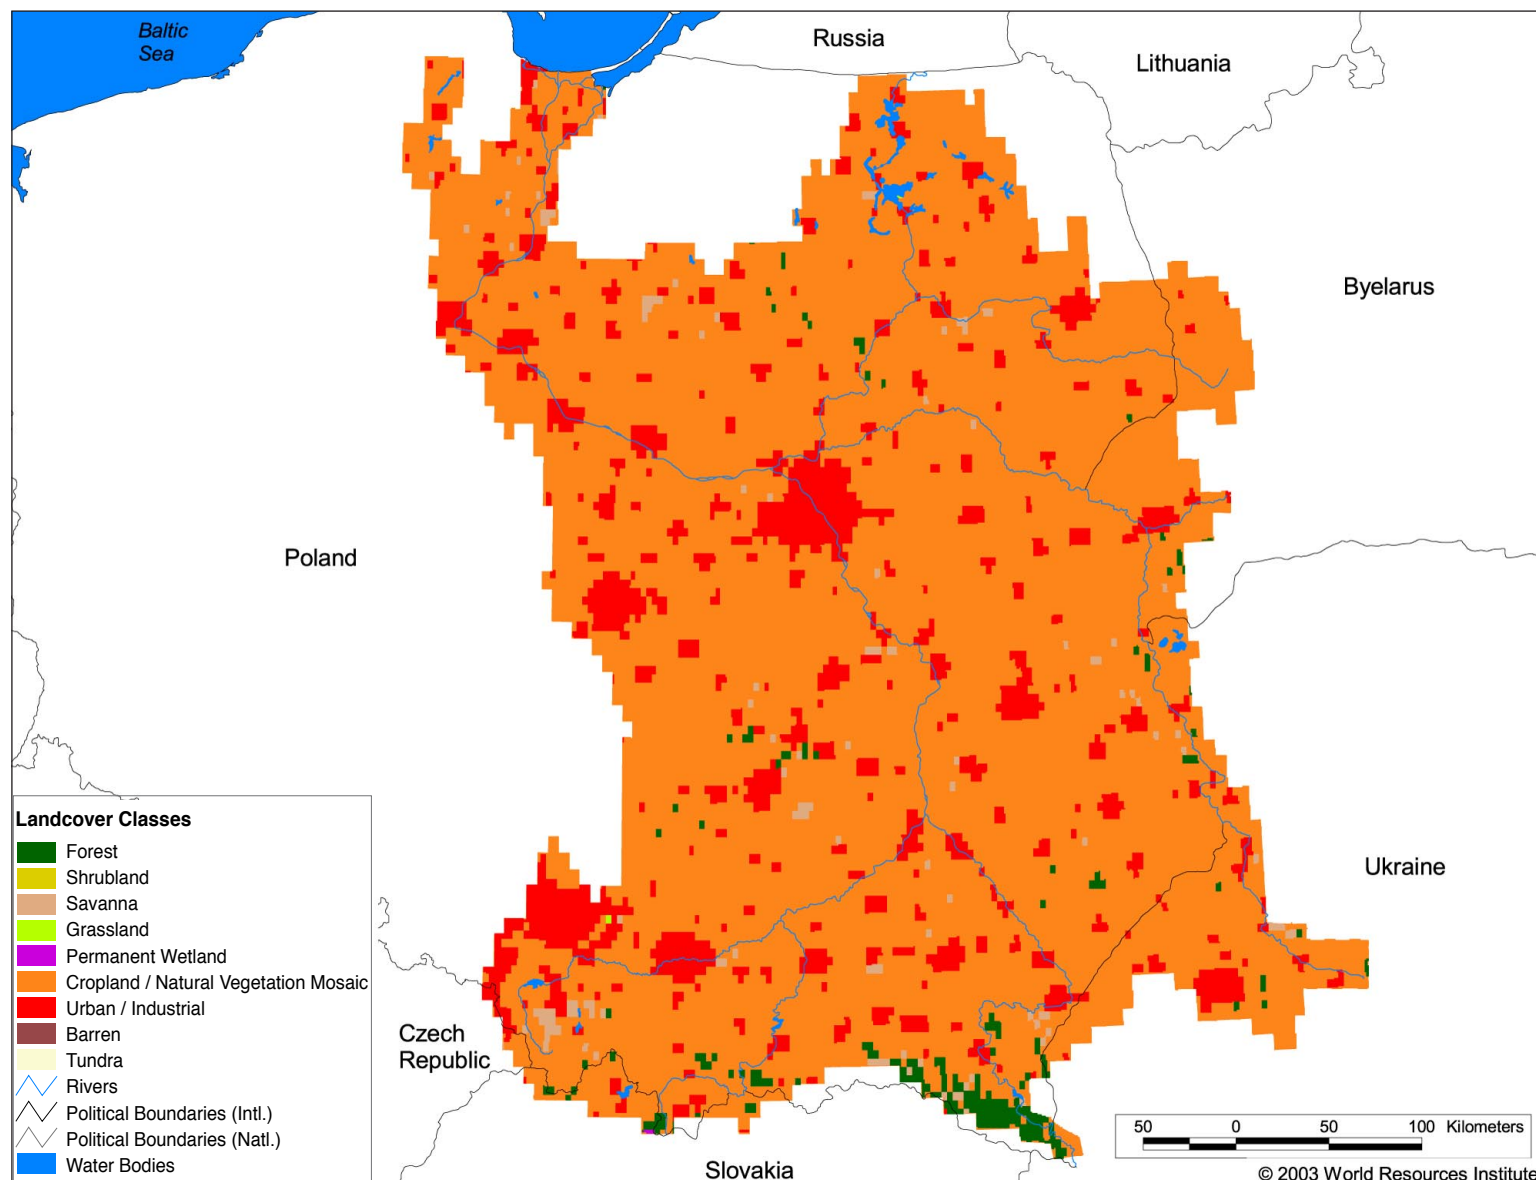 Baltic
Sea
Russia
Lithuania
Byelarus
Poland
Ukraine
Czech
Republic
Slovakia
Landcover Classes
Forest
Shrubland
Savanna
Grassland
Permanent Wetland
Cropland / Natural Vegetation Mosaic
Urban / Industrial
Barren
Tundra
Rivers
Political Boundaries (Intl.)
Political Boundaries (Natl.)
Water Bodies
50 0 50 100 Kilometers
© 2003 World Resources Institute